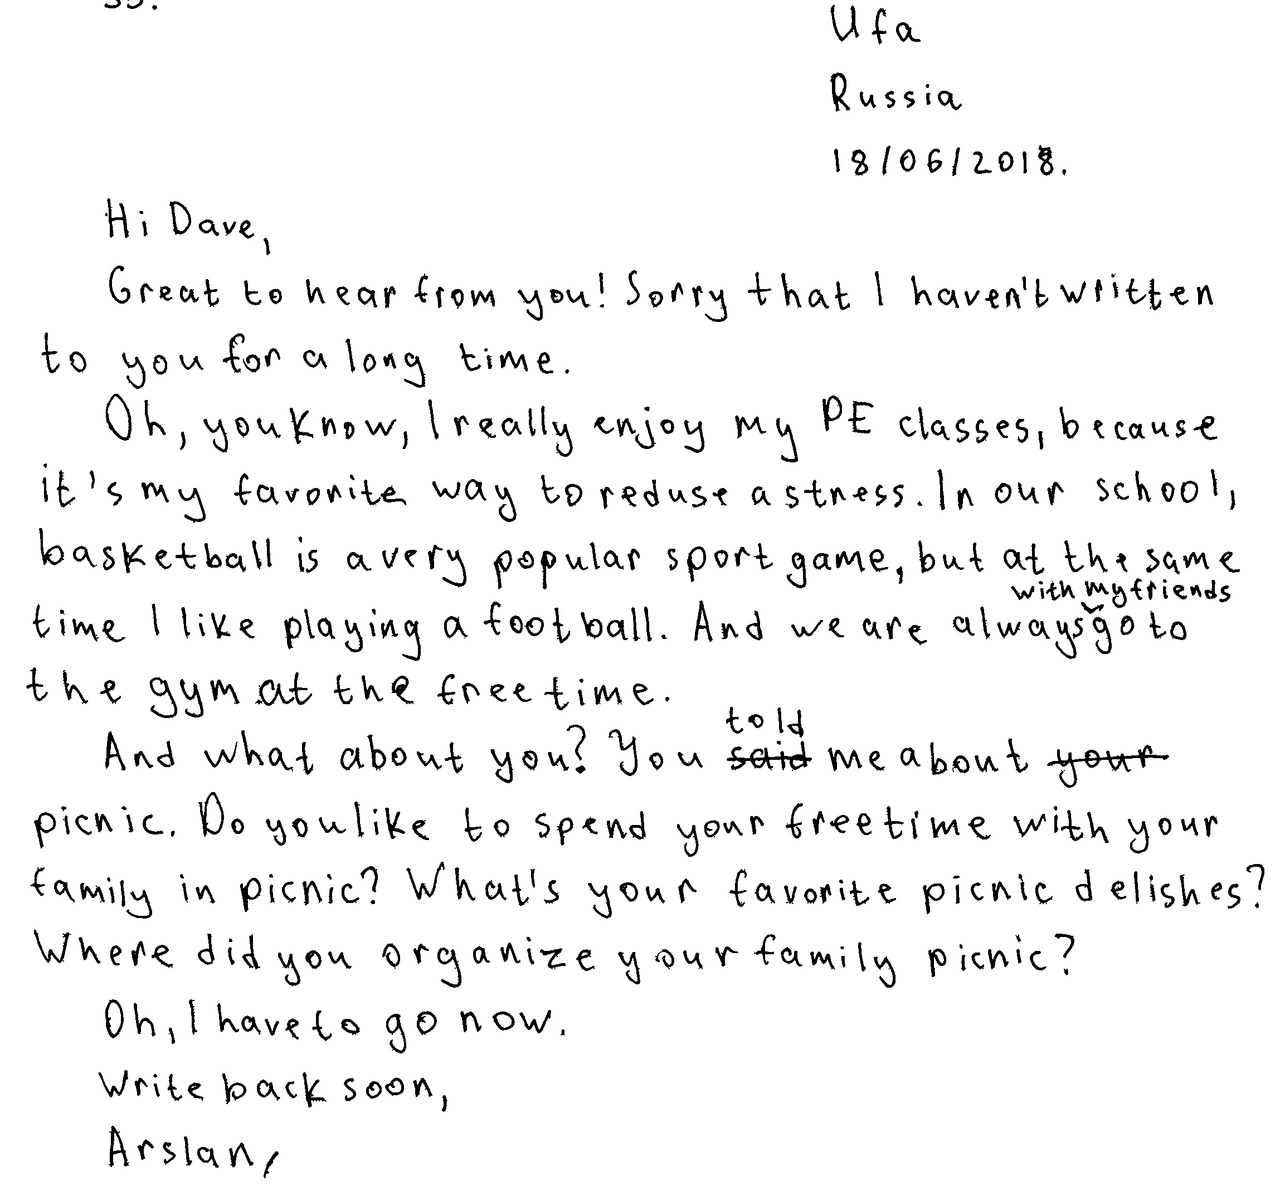 Ufa
Russia
18/06/2018.
Hi Dave,
Great to hear from you! Sorry that I haven't written
to you for a long time.
Oh, you know, I really enjoy my PE classes, because
it's my favorite way to reduse a stness. In our school,
basketball is a very popular sport game, but at the same
with my friends
time I like playing a football. And we are always go to
the gym at the free time.
told
And what about you? You said me about your
picnic. Do you like to spend your free time with your
family in picnic? What's your favorite picnic delishes?
Where did you organize your family picnic?
Oh, I have to go now.
Write back soon,
Arslan,